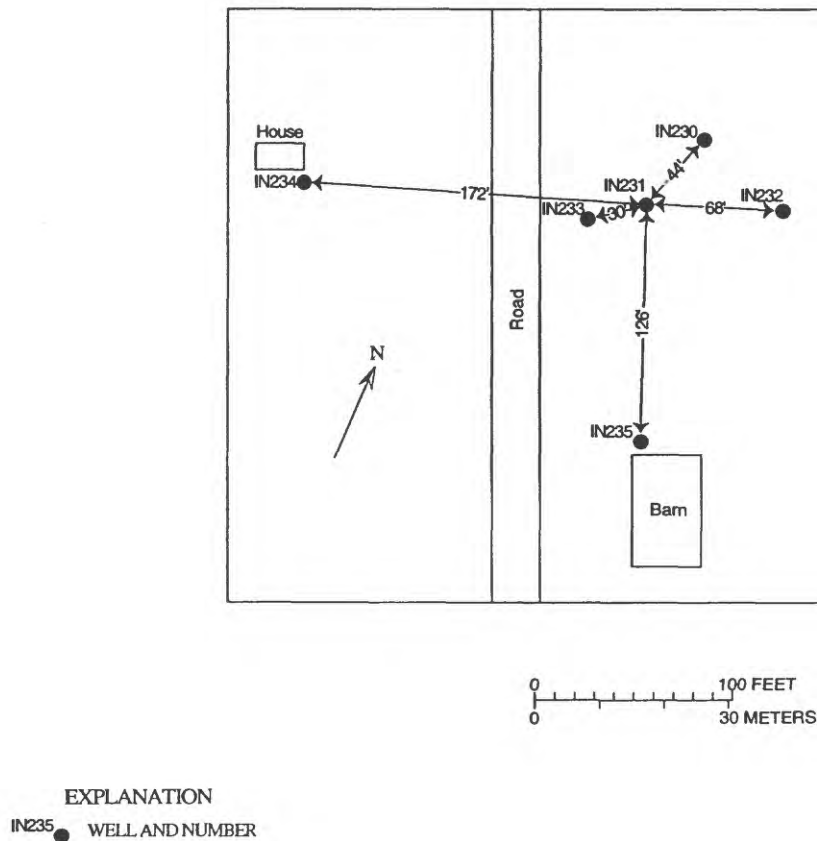 House
IN230
IN234
172'
IN231
44'
IN233
30'
68'
IN232
Road
126'
N
IN235
Barn
0 100 FEET
0 30 METERS
EXPLANATION
IN235 WELL AND NUMBER